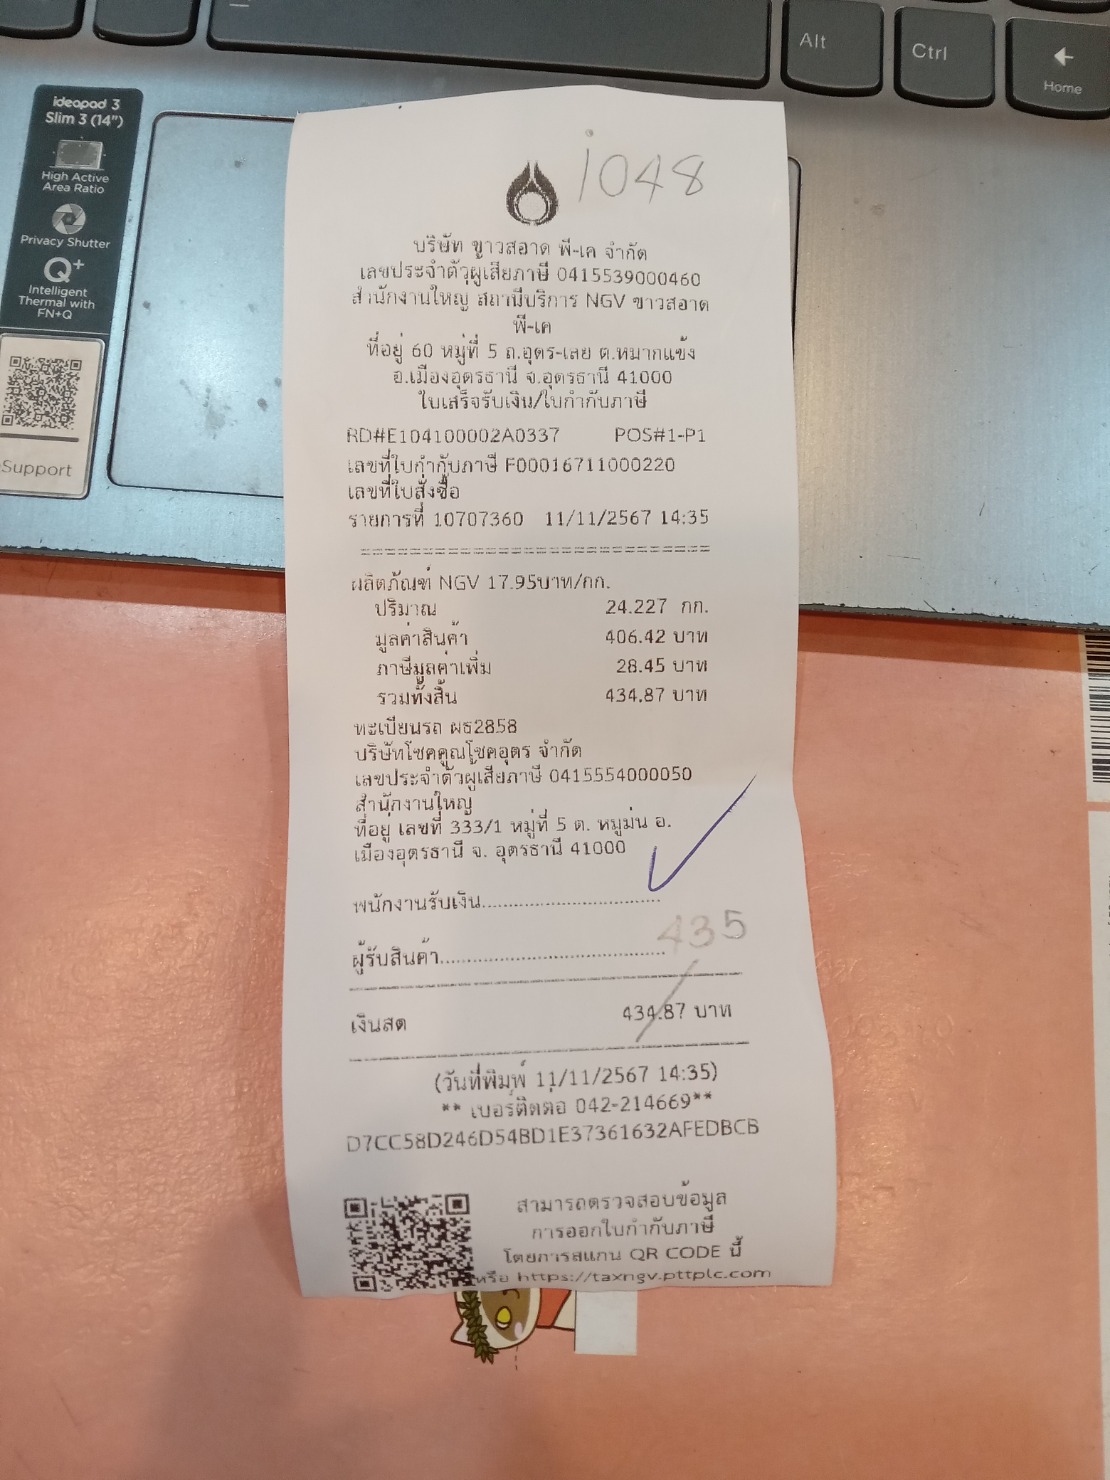 Alt
Ctrl
Home
ideapad 3
Slim 3 (14")
High Active
Area Ratio
Privacy Shutter
Q+
Intelligent
Thermal with
FN+Q
Support
1048
บริษัท ขาวสอาด พี-เค จำกัด
เลขประจำตัวผู้เสียภาษี 0415539000460
สำนักงานใหญ่ สถานีบริการ NGV ขาวสอาด
พี-เค
ที่อยู่ 60 หมู่ที่ 5 ถ.อุดร-เลย ต.หมากแข้ง
อ.เมืองอุดรธานี จ.อุดรธานี 41000
ใบเสร็จรับเงิน/ใบกำกับภาษี
RD#E104100002A0337 POS#1-P1
เลขที่ใบกำกับภาษี F00016711000220
เลขที่ใบสั่งซื้อ
รายการที่ 10707360 11/11/2567 14:35
ผลิตภัณฑ์ NGV 17.95บาท/กก.
ปริมาณ 24.227 กก.
มูลค่าสินค้า 406.42 บาท
ภาษีมูลค่าเพิ่ม 28.45 บาท
รวมทั้งสิ้น 434.87 บาท
ทะเบียนรถ ผธ2858
บริษัทโชคคูณโชคอุดร จำกัด
เลขประจำตัวผู้เสียภาษี 0415554000050
สำนักงานใหญ่
ที่อยู่ เลขที่ 333/1 หมู่ที่ 5 ต. หมูม่น อ.
เมืองอุดรธานี จ. อุดรธานี 41000
พนักงานรับเงิน.................................
435
ผู้รับสินค้า..........................................
เงินสด 434.87 บาท
(วันที่พิมพ์ 11/11/2567 14:35)
** เบอร์ติดต่อ 042-214669**
D7CC58D246D54BD1E37361632AFEDBCB
สามารถตรวจสอบข้อมูล
การออกใบกำกับภาษี
โดยการสแกน QR CODE นี้
หรือ https://taxngv.pttplc.com